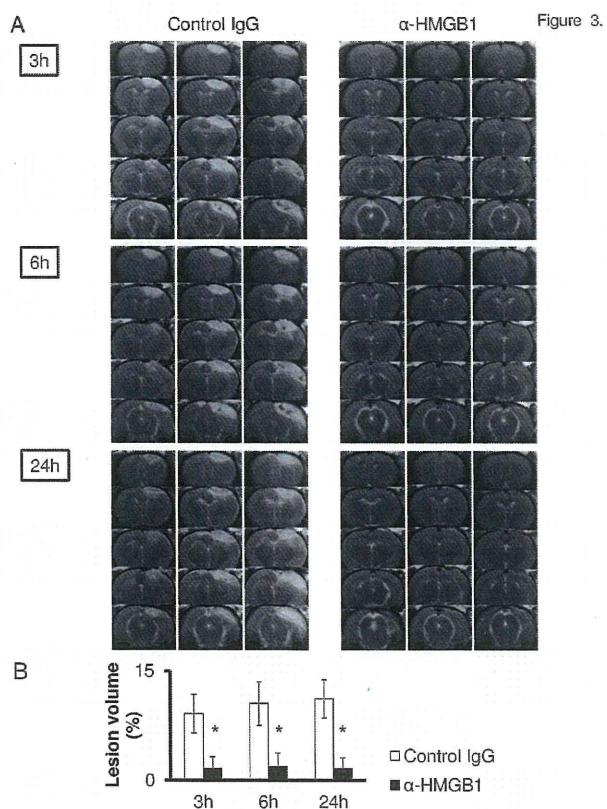 Figure 3.
A
Control IgG
α-HMGB1
3h
6h
24h
B
Lesion volume
(%)
15
0
*
*
*
3h
6h
24h
Control IgG
α-HMGB1